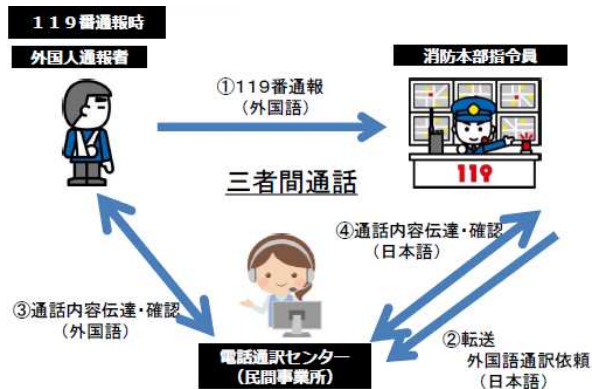 119番通報時
外国人通報者
消防本部指令員
①119番通報
(外国語)
119
三者間通話
④通話内容伝達・確認
(日本語)
③通話内容伝達・確認
(外国語)
②転送
外国語通訳依頼
(日本語)
電話通訳センター
(民間事業所)